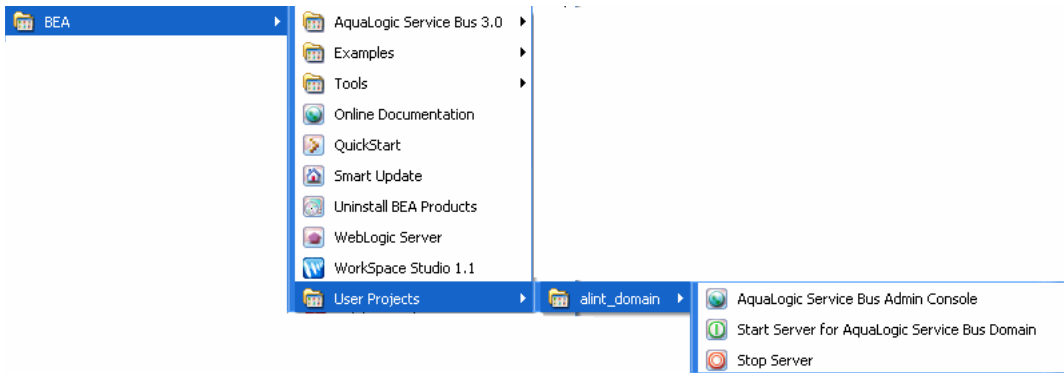 BEA
AquaLogic Service Bus 3.0
Examples
Tools
Online Documentation
QuickStart
Smart Update
Uninstall BEA Products
WebLogic Server
WorkSpace Studio 1.1
User Projects
alint_domain
AquaLogic Service Bus Admin Console
Start Server for AquaLogic Service Bus Domain
Stop Server